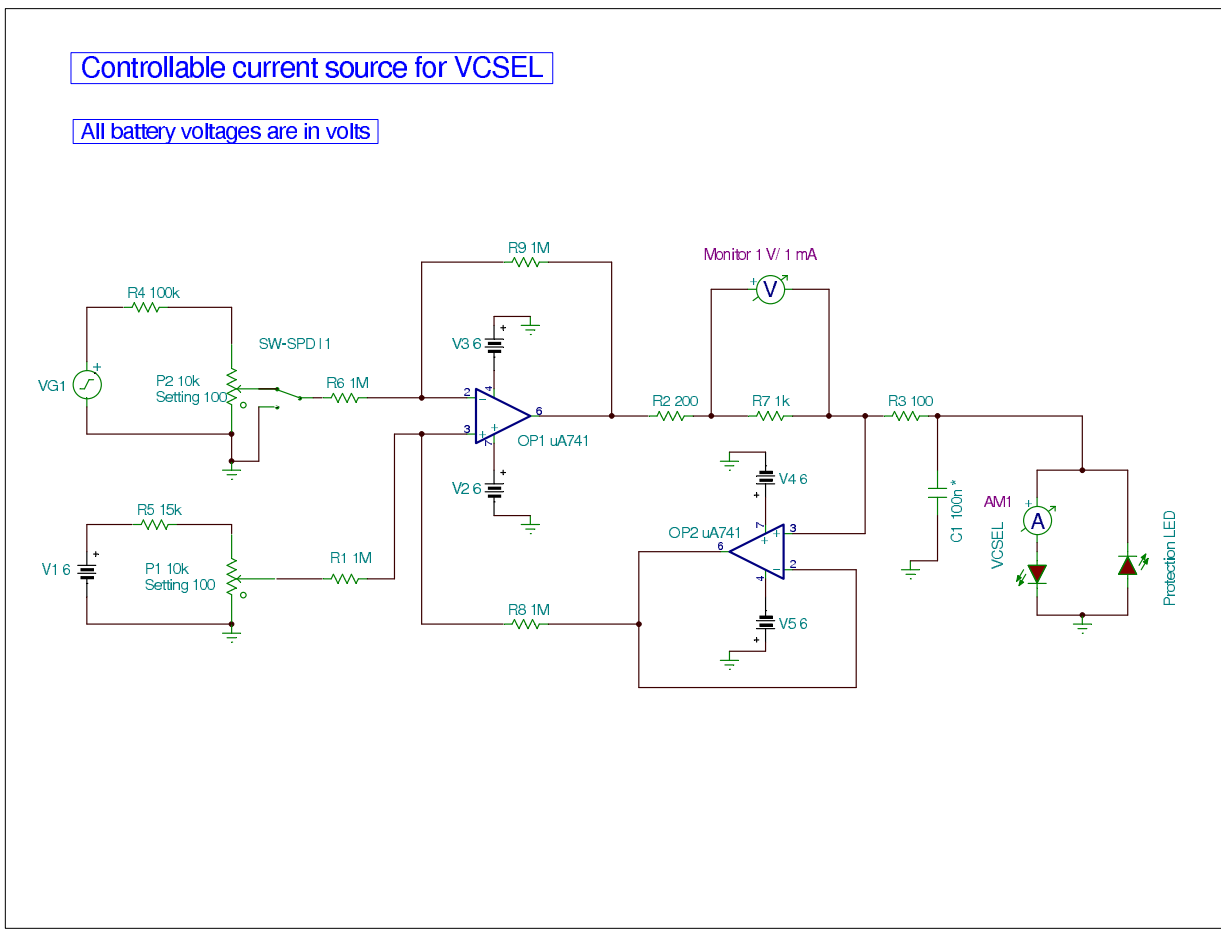 Controllable current source for VCSEL
All battery voltages are in volts
R9 1M
Monitor 1 V/ 1 mA
+
V
R4 100k
SW-SPDT1
V3 6
+
4
VG1
+
P2 10k
Setting 100
R6 1M
2
3
6
7
OP1 uA741
R2 200
R7 1k
R3 100
V2 6
+
V4 6
+
R5 15k
V1 6
+
P1 10k
Setting 100
R1 1M
OP2 uA741
7
3
6
2
4
C1 100n*
AM1
+
A
VCSEL
Protection LED
R8 1M
V5 6
+